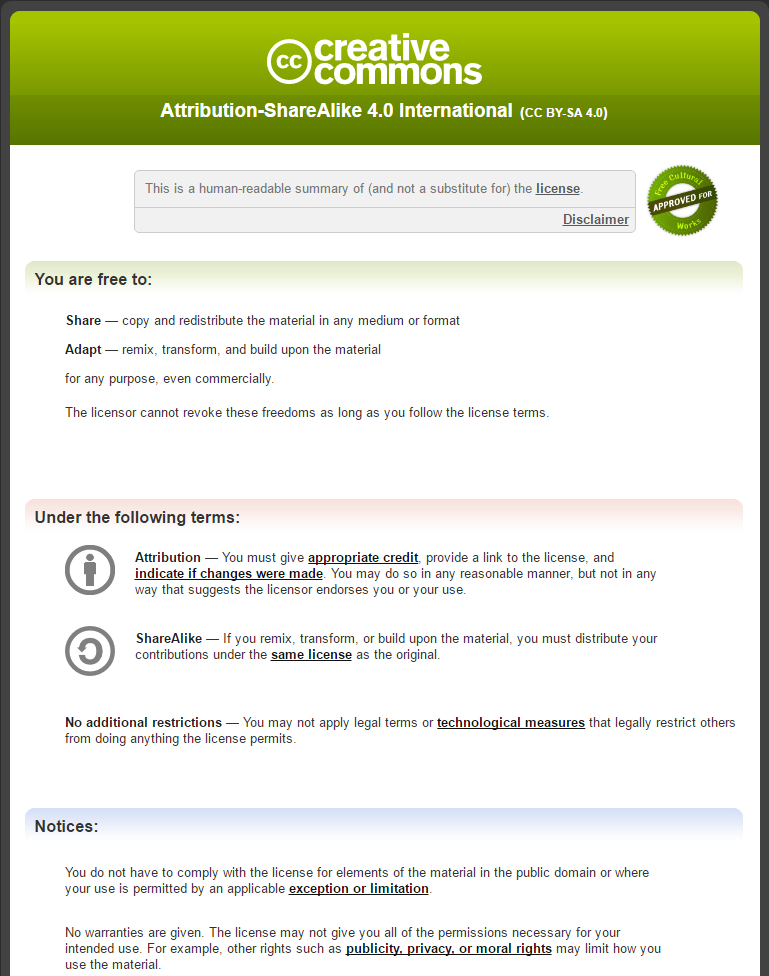 cc creative
commons
Attribution-ShareAlike 4.0 International (CC BY-SA 4.0)
This is a human-readable summary of (and not a substitute for) the license.
Disclaimer
Free Cultural
APPROVED FOR
Works
You are free to:
Share — copy and redistribute the material in any medium or format
Adapt — remix, transform, and build upon the material
for any purpose, even commercially.
The licensor cannot revoke these freedoms as long as you follow the license terms.
Under the following terms:
Attribution — You must give appropriate credit, provide a link to the license, and
indicate if changes were made. You may do so in any reasonable manner, but not in any
way that suggests the licensor endorses you or your use.
ShareAlike — If you remix, transform, or build upon the material, you must distribute your
contributions under the same license as the original.
No additional restrictions — You may not apply legal terms or technological measures that legally restrict others
from doing anything the license permits.
Notices:
You do not have to comply with the license for elements of the material in the public domain or where
your use is permitted by an applicable exception or limitation.
No warranties are given. The license may not give you all of the permissions necessary for your
intended use. For example, other rights such as publicity, privacy, or moral rights may limit how you
use the material.